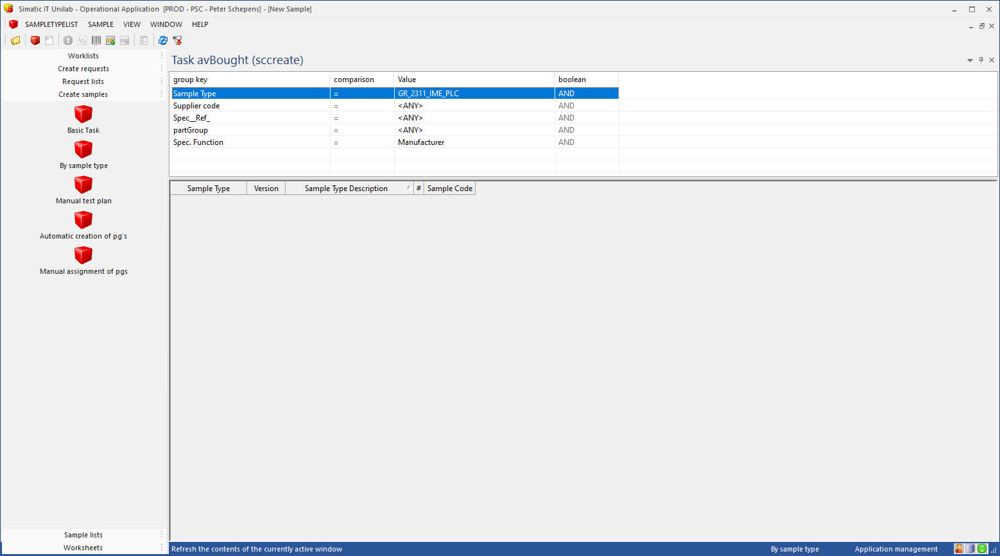 Simatic IT Unilab - Operational Application [PROD - PSC - Peter Schepens] - [New Sample]
SAMPLETYPELIST SAMPLE VIEW WINDOW HELP
Worklists
Create requests
Request lists
Create samples
Basic Task
By sample type
Manual test plan
Automatic creation of pg's
Manual assignment of pgs
Sample lists
Worksheets
Task avBought (sccreate)
group key comparison Value boolean
Sample Type = GR_2311_IME_PLC AND
Supplier code = <ANY> AND
Spec__Ref_ = <ANY> AND
partGroup = <ANY> AND
Spec. Function = Manufacturer AND
Sample Type Version Sample Type Description # Sample Code
Refresh the contents of the currently active window By sample type Application management